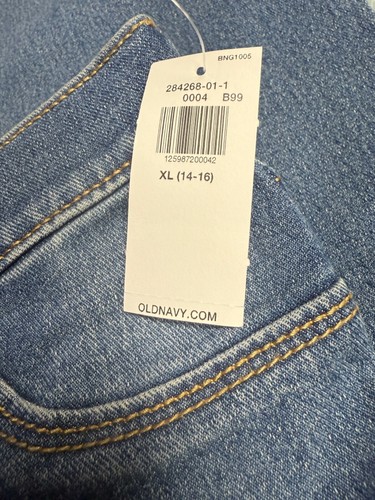 BNG1005
284268-01-1
0004 B99
125987200042
XL (14-16)
OLDNAVY.COM